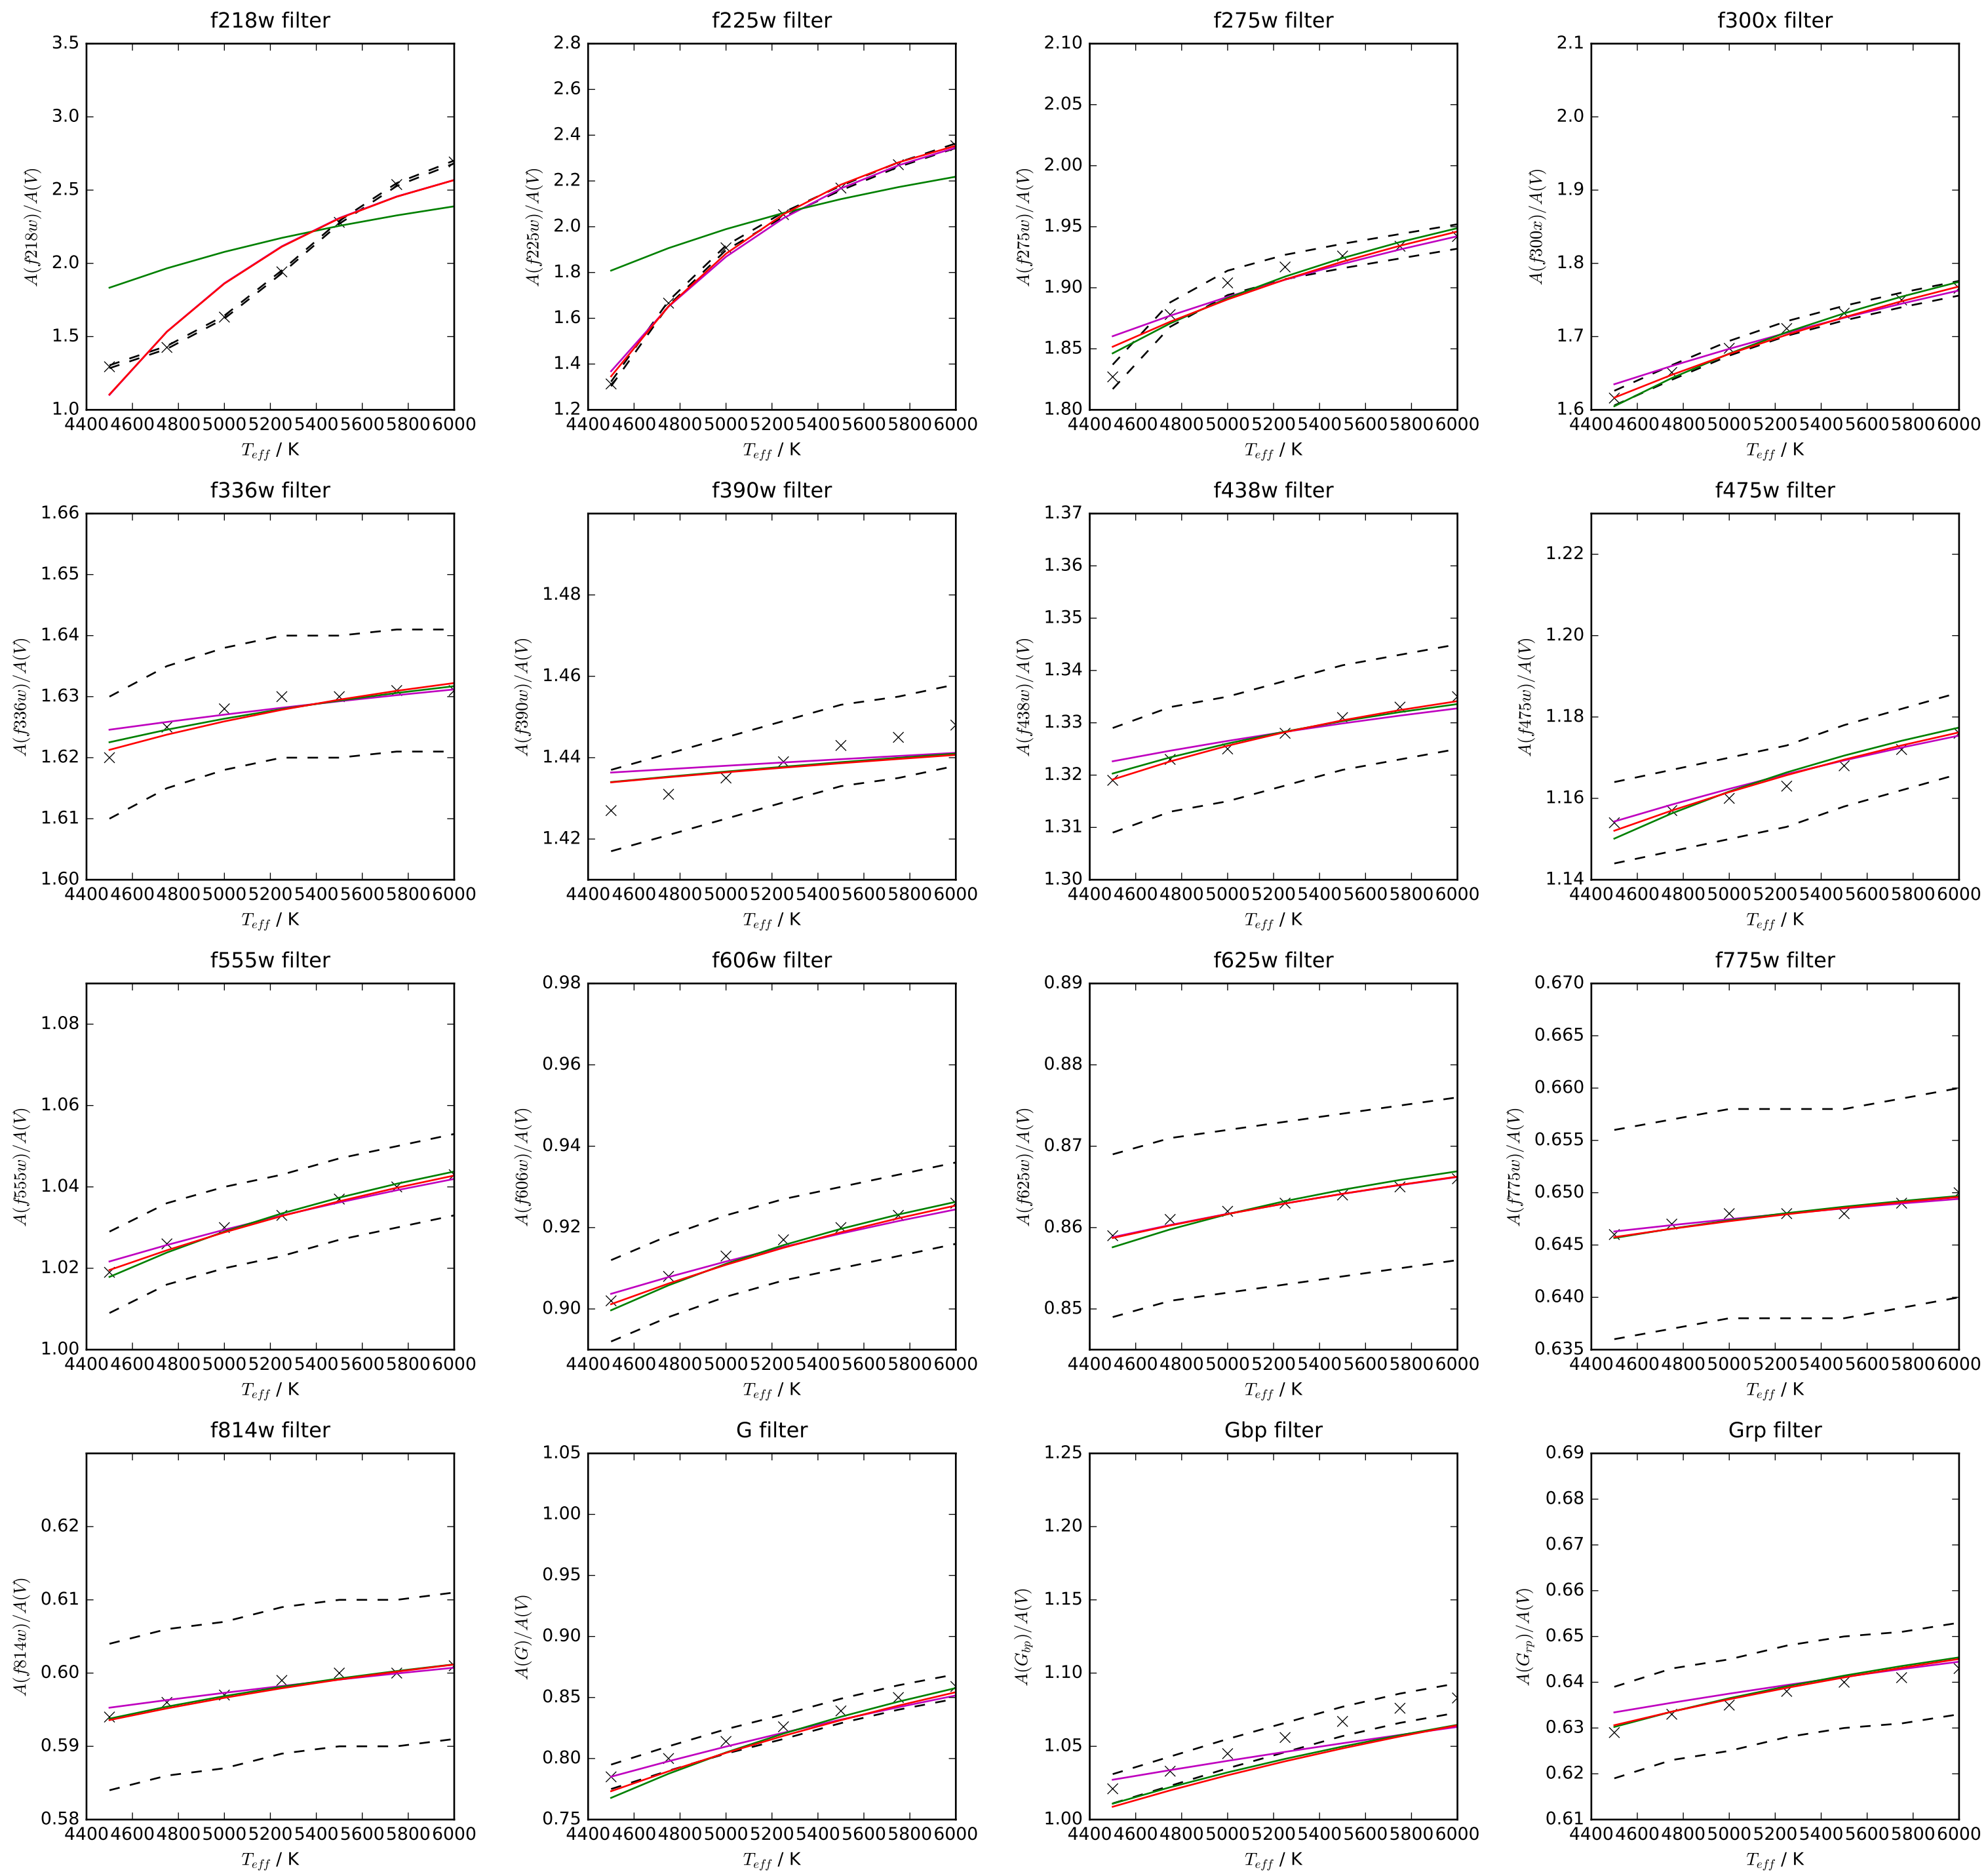 f218w filter f225w filter f275w filter f300x filter
3.5 2.8 2.10 2.1
3.0 2.6 2.05 2.0
2.5 2.4 2.00 1.9
2.0 2.2 1.95 1.8
1.5 2.0 1.90 1.7
1.0 1.8 1.85 1.6
1.6 1.80
1.4
1.2
A(f218w)/A(V) A(f225w)/A(V) A(f275w)/A(V) A(f300x)/A(V)
4400 4600 4800 5000 5200 5400 5600 5800 6000 4400 4600 4800 5000 5200 5400 5600 5800 6000 4400 4600 4800 5000 5200 5400 5600 5800 6000 4400 4600 4800 5000 5200 5400 5600 5800 6000
T_eff / K T_eff / K T_eff / K T_eff / K
f336w filter f390w filter f438w filter f475w filter
1.66 1.48 1.37 1.22
1.65 1.46 1.36 1.20
1.64 1.44 1.35 1.18
1.63 1.42 1.34 1.16
1.62 1.33 1.14
1.61 1.32
1.60 1.31
1.30
A(f336w)/A(V) A(f390w)/A(V) A(f438w)/A(V) A(f475w)/A(V)
4400 4600 4800 5000 5200 5400 5600 5800 6000 4400 4600 4800 5000 5200 5400 5600 5800 6000 4400 4600 4800 5000 5200 5400 5600 5800 6000 4400 4600 4800 5000 5200 5400 5600 5800 6000
T_eff / K T_eff / K T_eff / K T_eff / K
f555w filter f606w filter f625w filter f775w filter
1.08 0.98 0.89 0.670
1.06 0.96 0.88 0.665
1.04 0.94 0.87 0.660
1.02 0.92 0.86 0.655
1.00 0.90 0.85 0.650
0.645
0.640
0.635
A(f555w)/A(V) A(f606w)/A(V) A(f625w)/A(V) A(f775w)/A(V)
4400 4600 4800 5000 5200 5400 5600 5800 6000 4400 4600 4800 5000 5200 5400 5600 5800 6000 4400 4600 4800 5000 5200 5400 5600 5800 6000 4400 4600 4800 5000 5200 5400 5600 5800 6000
T_eff / K T_eff / K T_eff / K T_eff / K
f814w filter G filter Gbp filter Grp filter
0.62 1.05 1.25 0.69
0.61 1.00 1.20 0.68
0.60 0.95 1.15 0.67
0.59 0.90 1.10 0.66
0.58 0.85 1.05 0.65
0.80 1.00 0.64
0.75 0.63
0.62
0.61
A(f814w)/A(V) A(G)/A(V) A(G_bp)/A(V) A(G_rp)/A(V)
4400 4600 4800 5000 5200 5400 5600 5800 6000 4400 4600 4800 5000 5200 5400 5600 5800 6000 4400 4600 4800 5000 5200 5400 5600 5800 6000 4400 4600 4800 5000 5200 5400 5600 5800 6000
T_eff / K T_eff / K T_eff / K T_eff / K